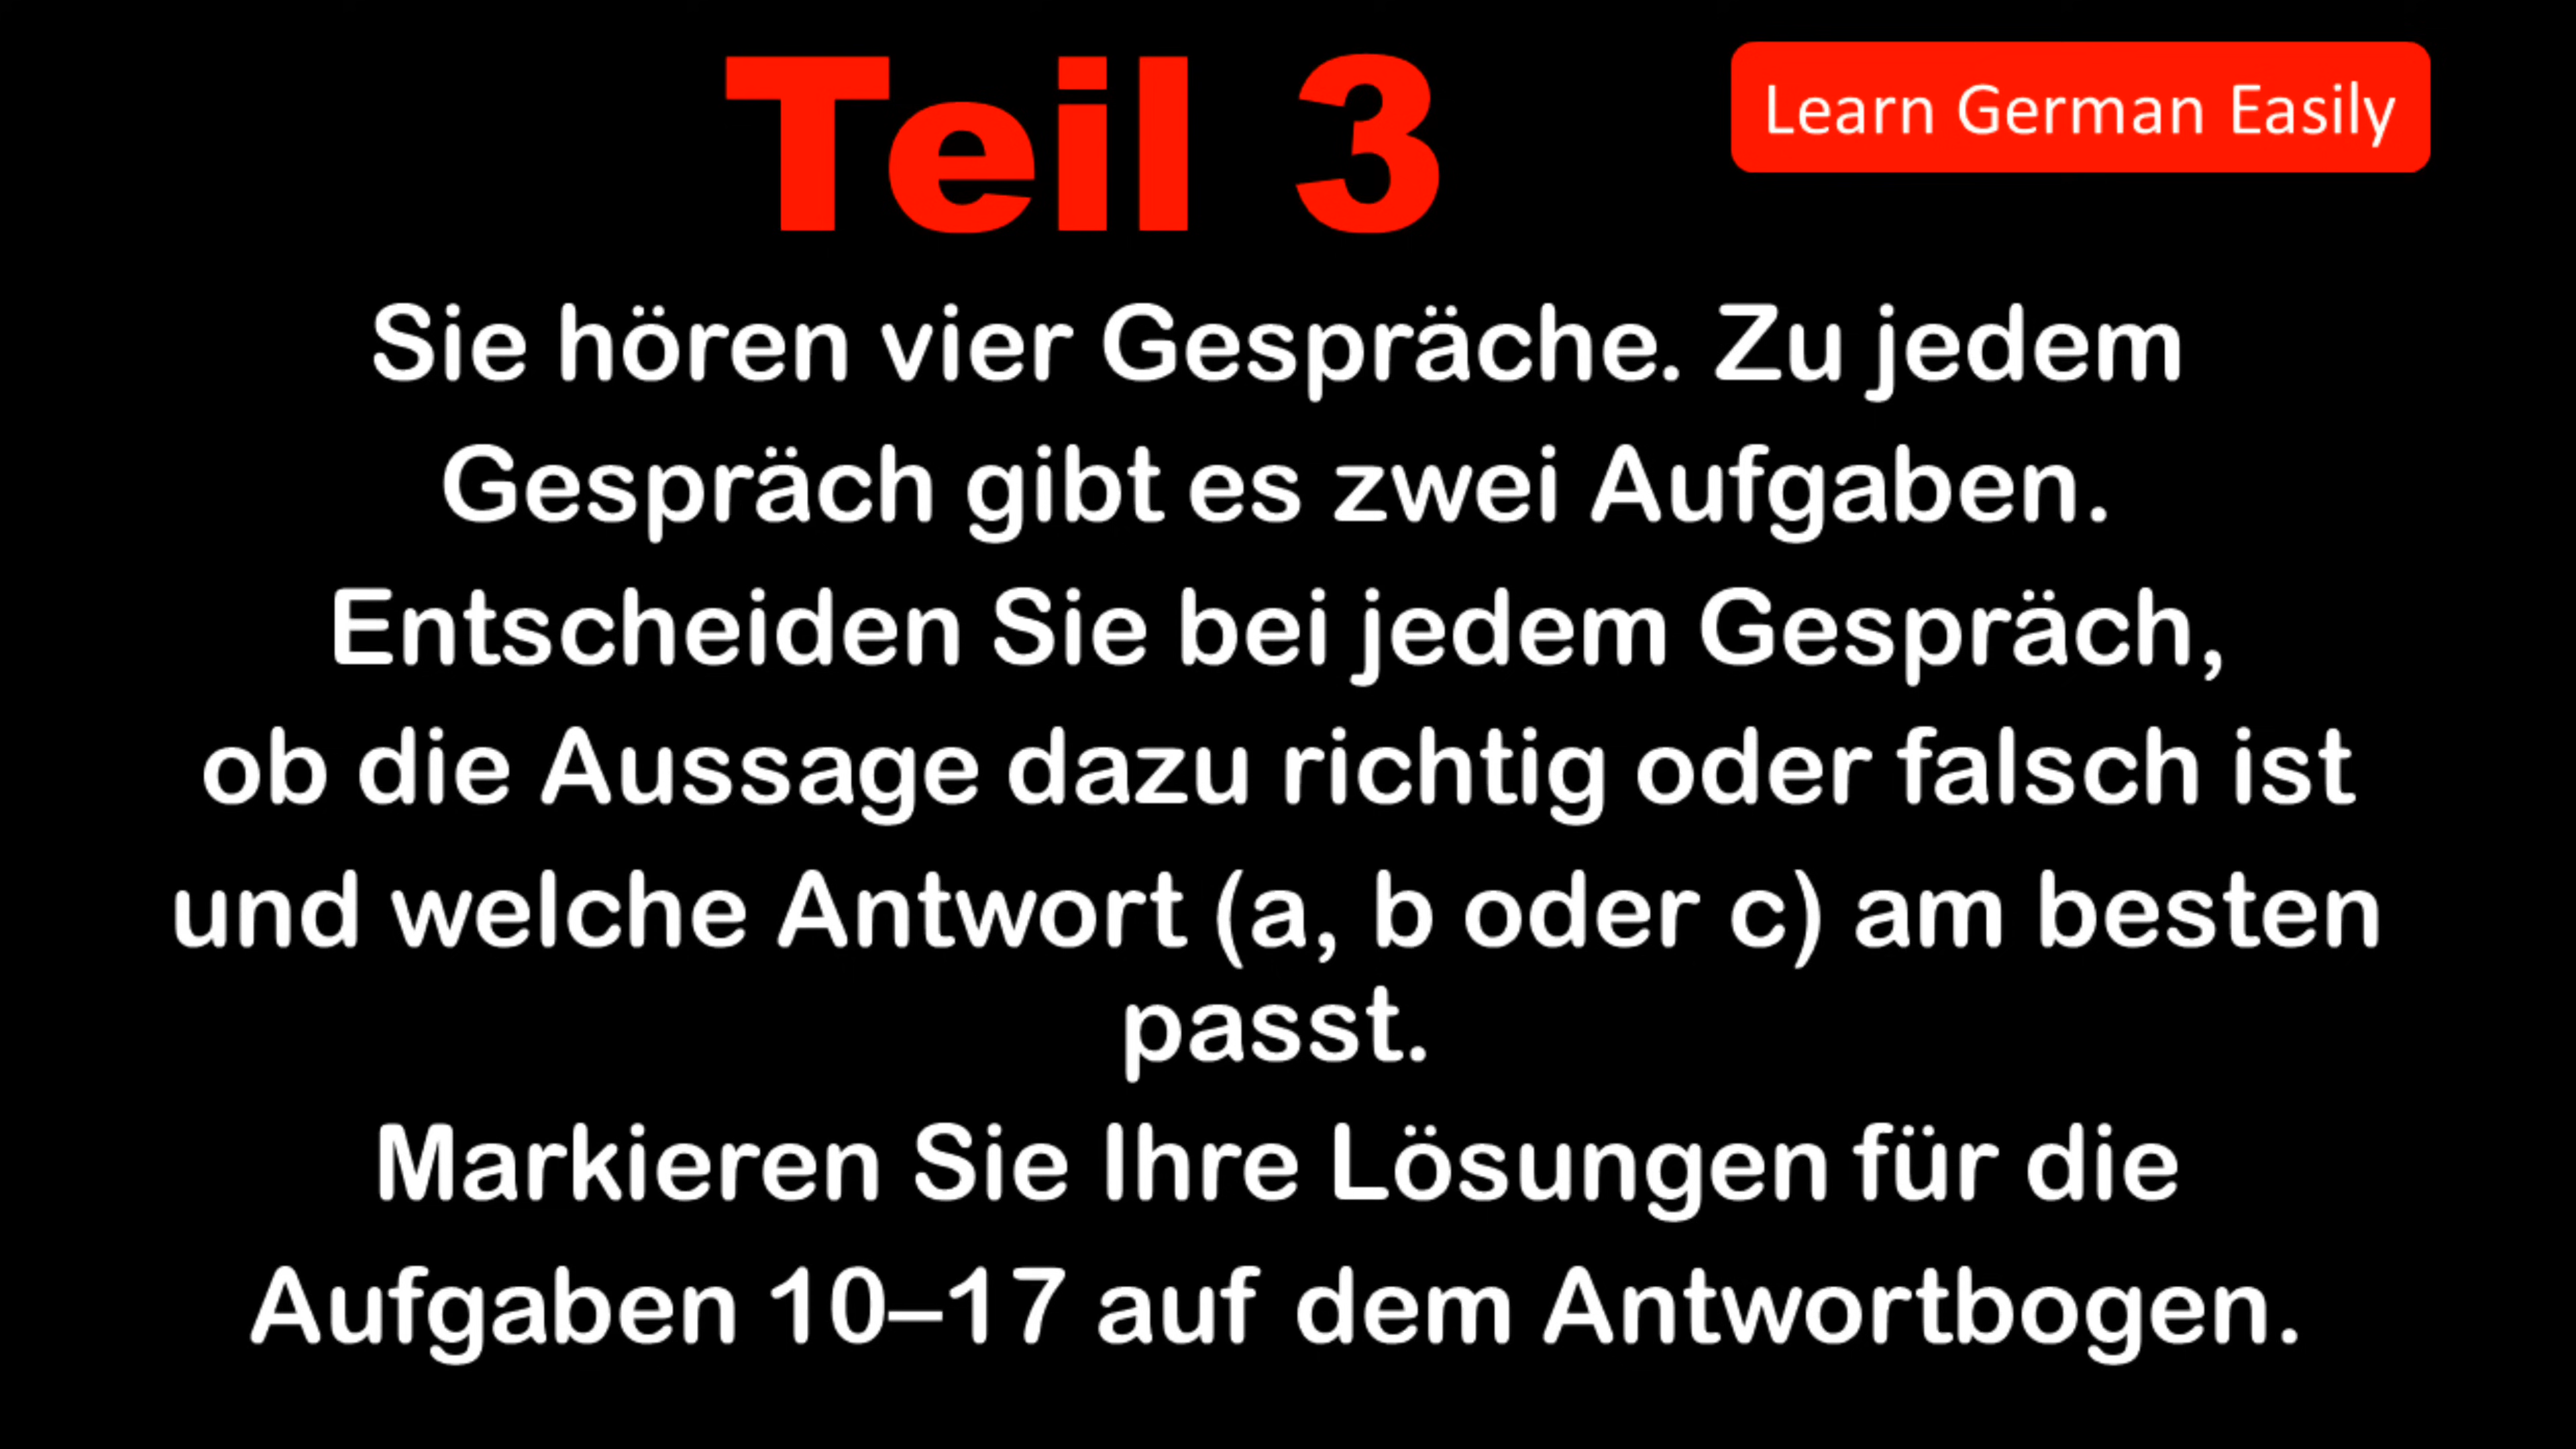 Teil 3
Learn German Easily
Sie hören vier Gespräche. Zu jedem
Gespräch gibt es zwei Aufgaben.
Entscheiden Sie bei jedem Gespräch,
ob die Aussage dazu richtig oder falsch ist
und welche Antwort (a, b oder c) am besten
passt.
Markieren Sie Ihre Lösungen für die
Aufgaben 10–17 auf dem Antwortbogen.